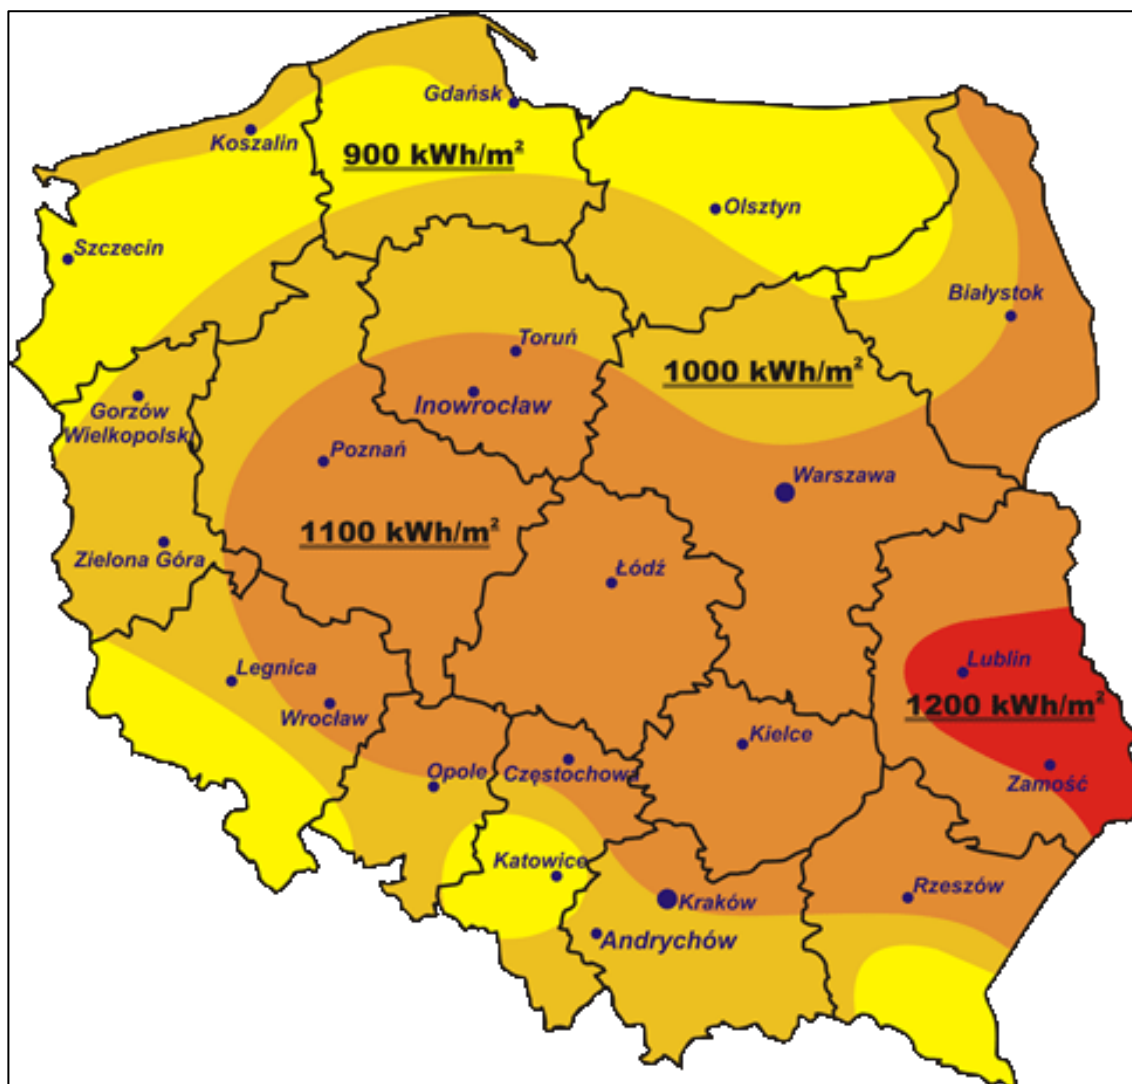 Gdańsk
Koszalin
900 kWh/m²
Olsztyn
Szczecin
Białystok
Toruń
1000 kWh/m²
Gorzów
Wielkopolski
Inowrocław
Poznań
Warszawa
1100 kWh/m²
Zielona Góra
Łódź
Legnica
Lublin
Wrocław
1200 kWh/m²
Kielce
Opole
Częstochowa
Zamość
Katowice
Rzeszów
Kraków
Andrychów